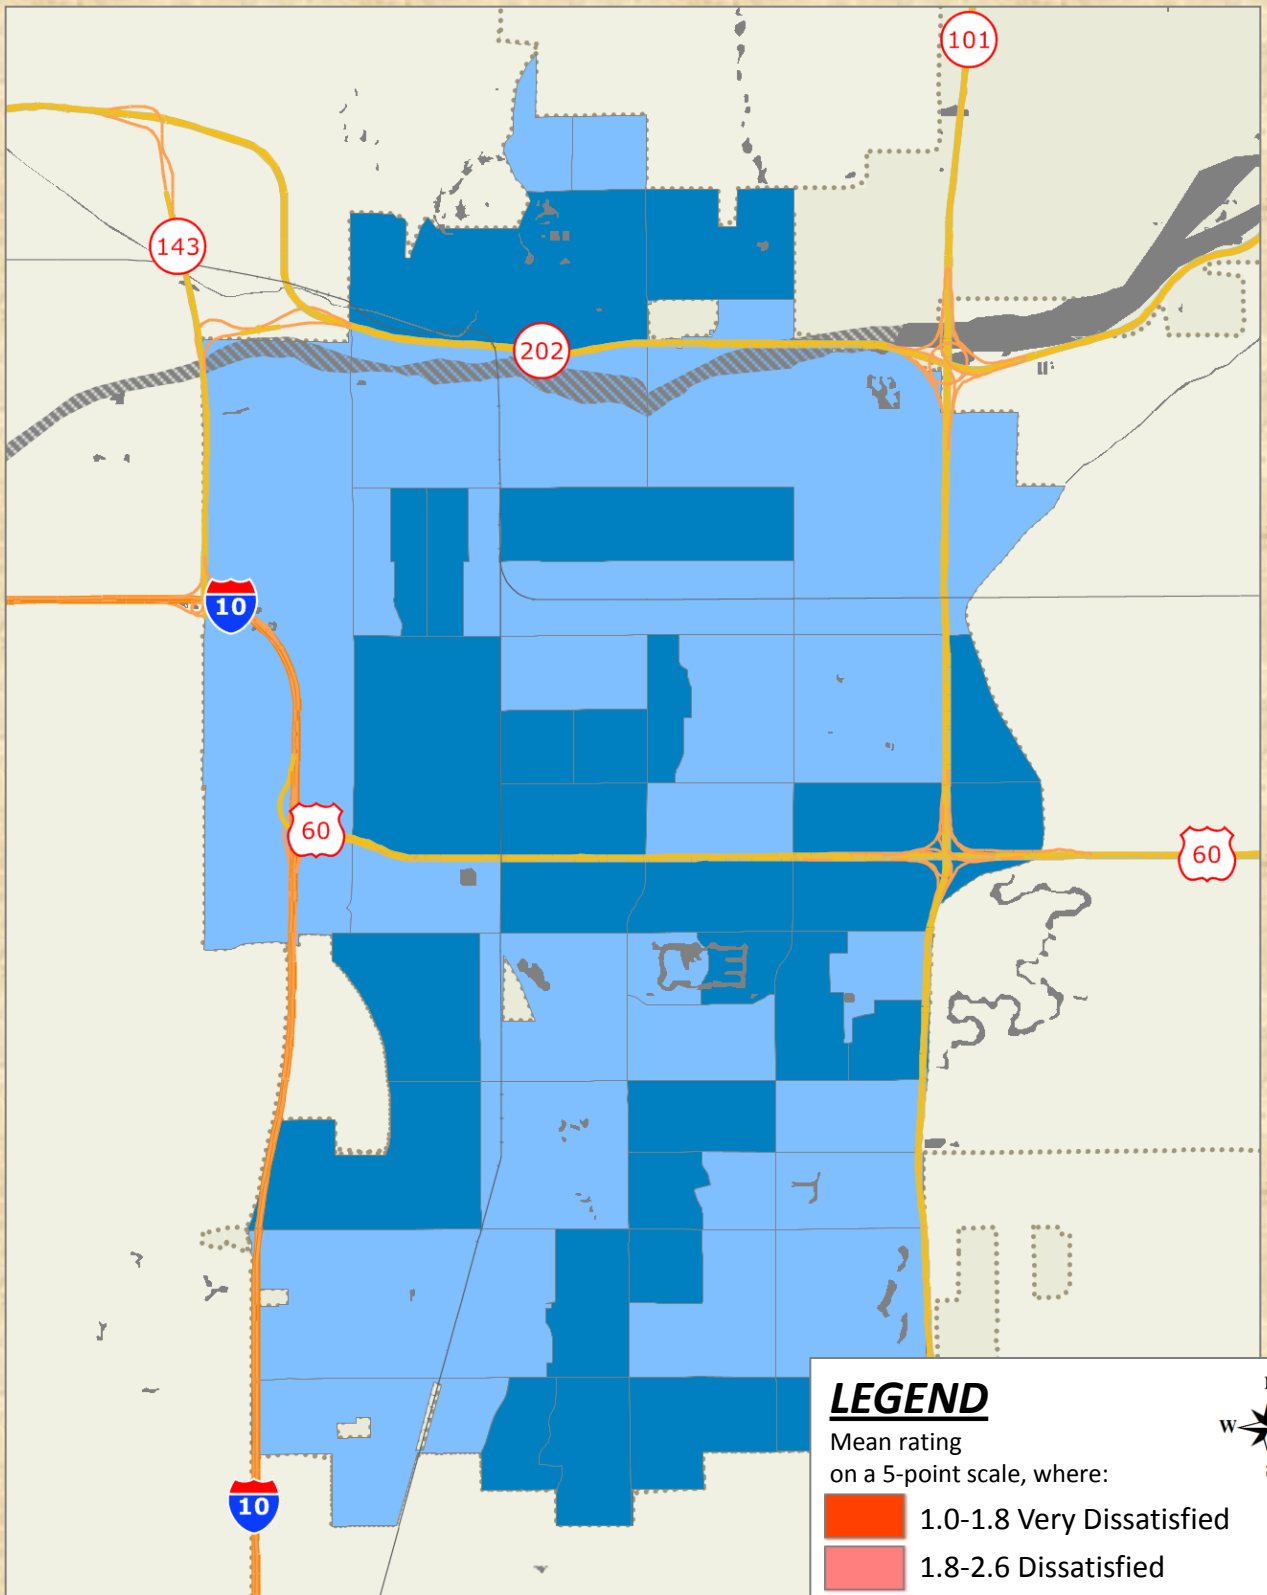 101
143
202
10
60
60
10
LEGEND
Mean rating
W
on a 5-point scale, where:
1.0-1.8 Very Dissatisfied
1.8-2.6 Dissatisfied